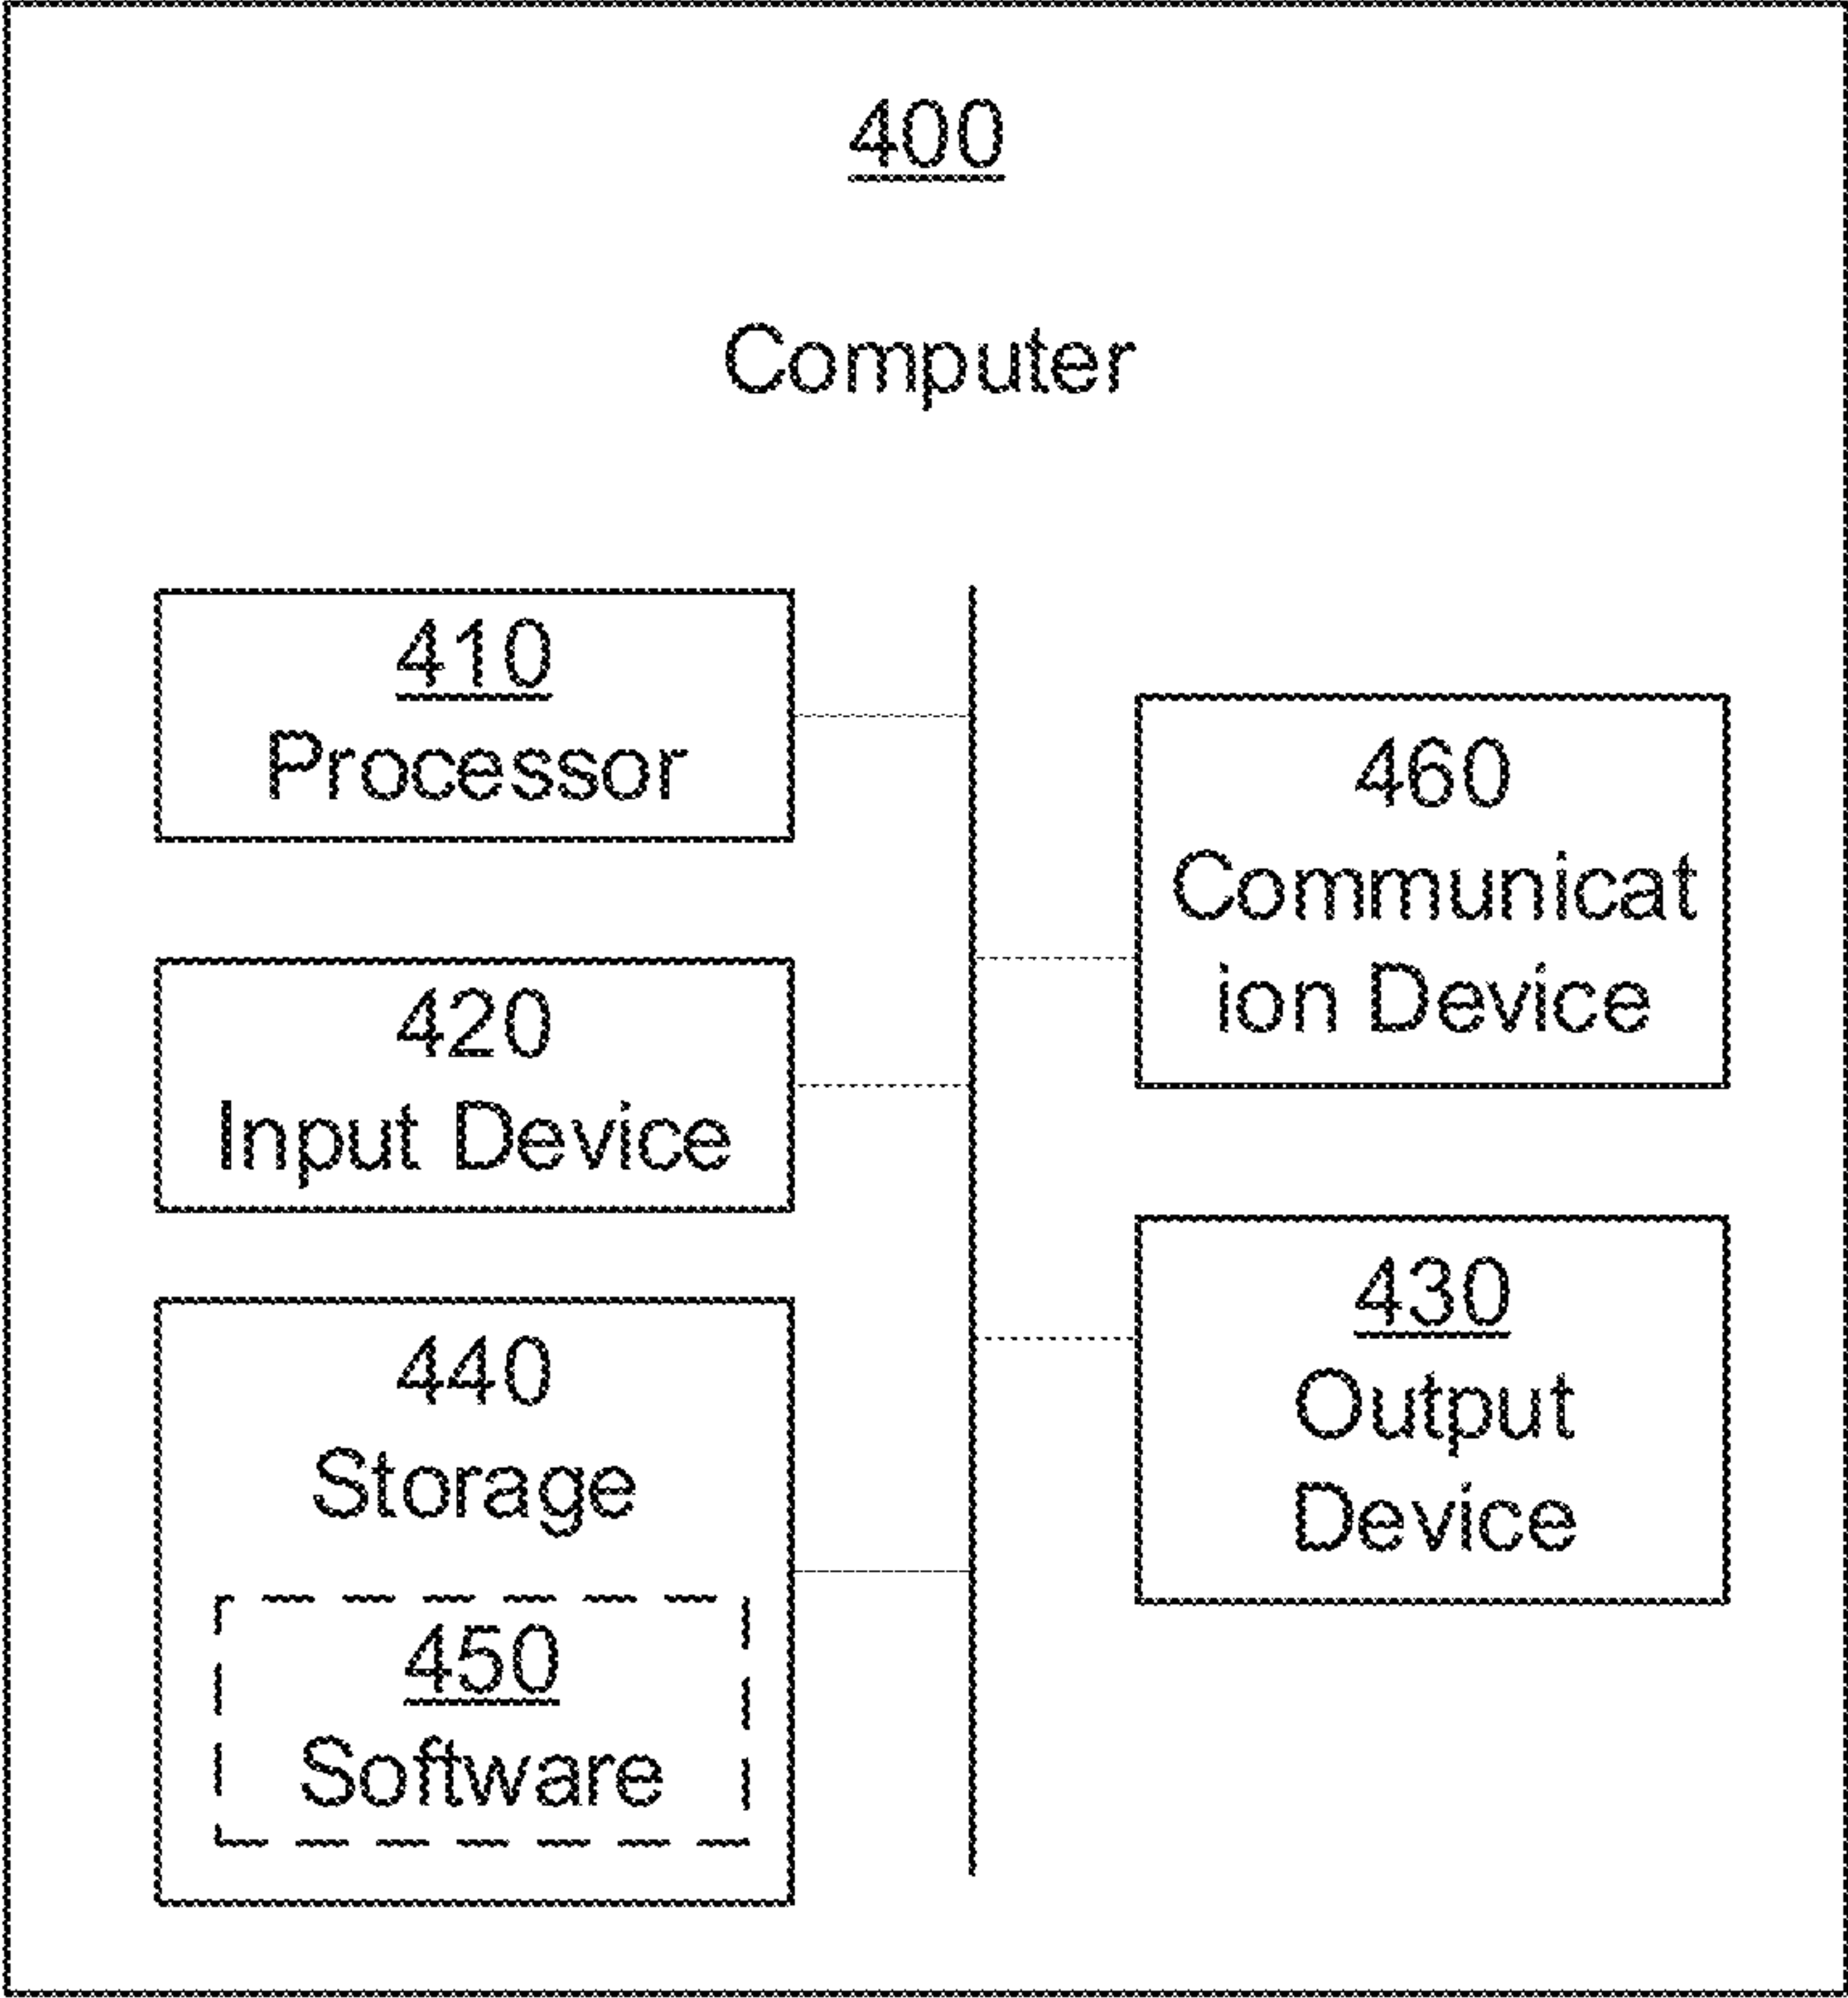 400
Computer
410
Processor
420
Input Device
440
Storage
450
Software
460
Communicat
ion Device
430
Output
Device